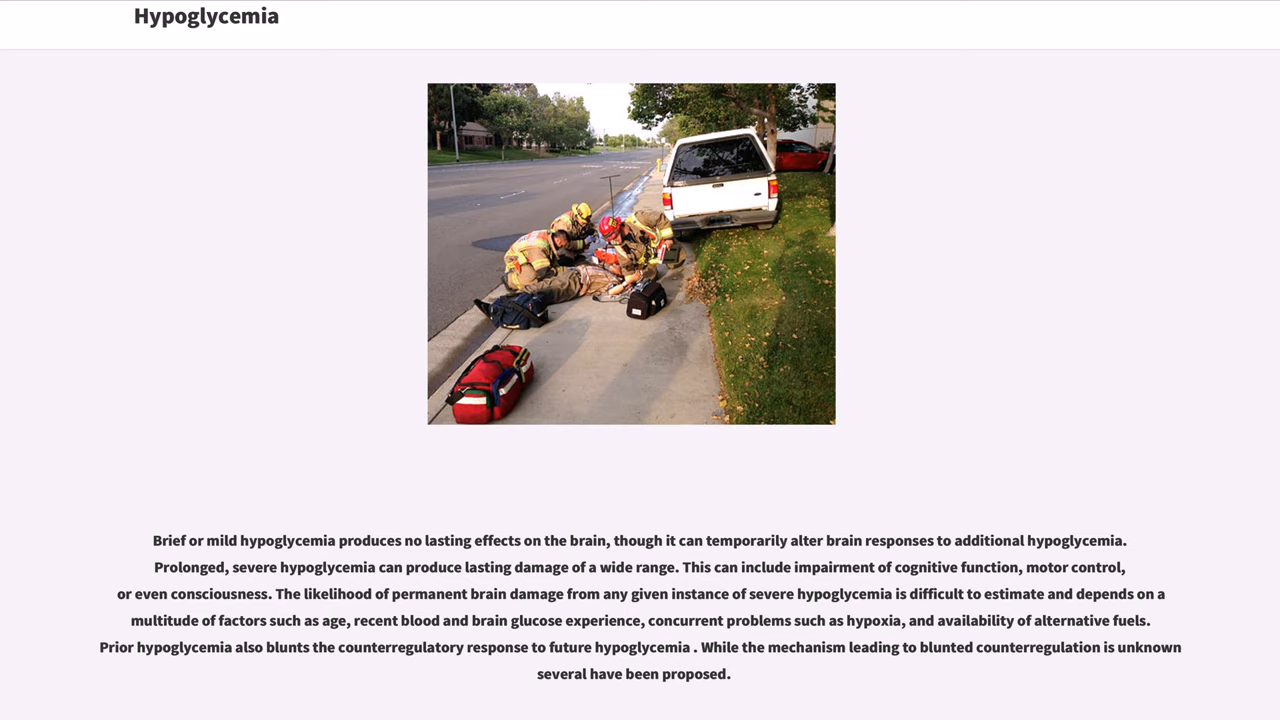 Hypoglycemia
Brief or mild hypoglycemia produces no lasting effects on the brain, though it can temporarily alter brain responses to additional hypoglycemia.
Prolonged, severe hypoglycemia can produce lasting damage of a wide range. This can include impairment of cognitive function, motor control,
or even consciousness. The likelihood of permanent brain damage from any given instance of severe hypoglycemia is difficult to estimate and depends on a
multitude of factors such as age, recent blood and brain glucose experience, concurrent problems such as hypoxia, and availability of alternative fuels.
Prior hypoglycemia also blunts the counterregulatory response to future hypoglycemia . While the mechanism leading to blunted counterregulation is unknown
several have been proposed.